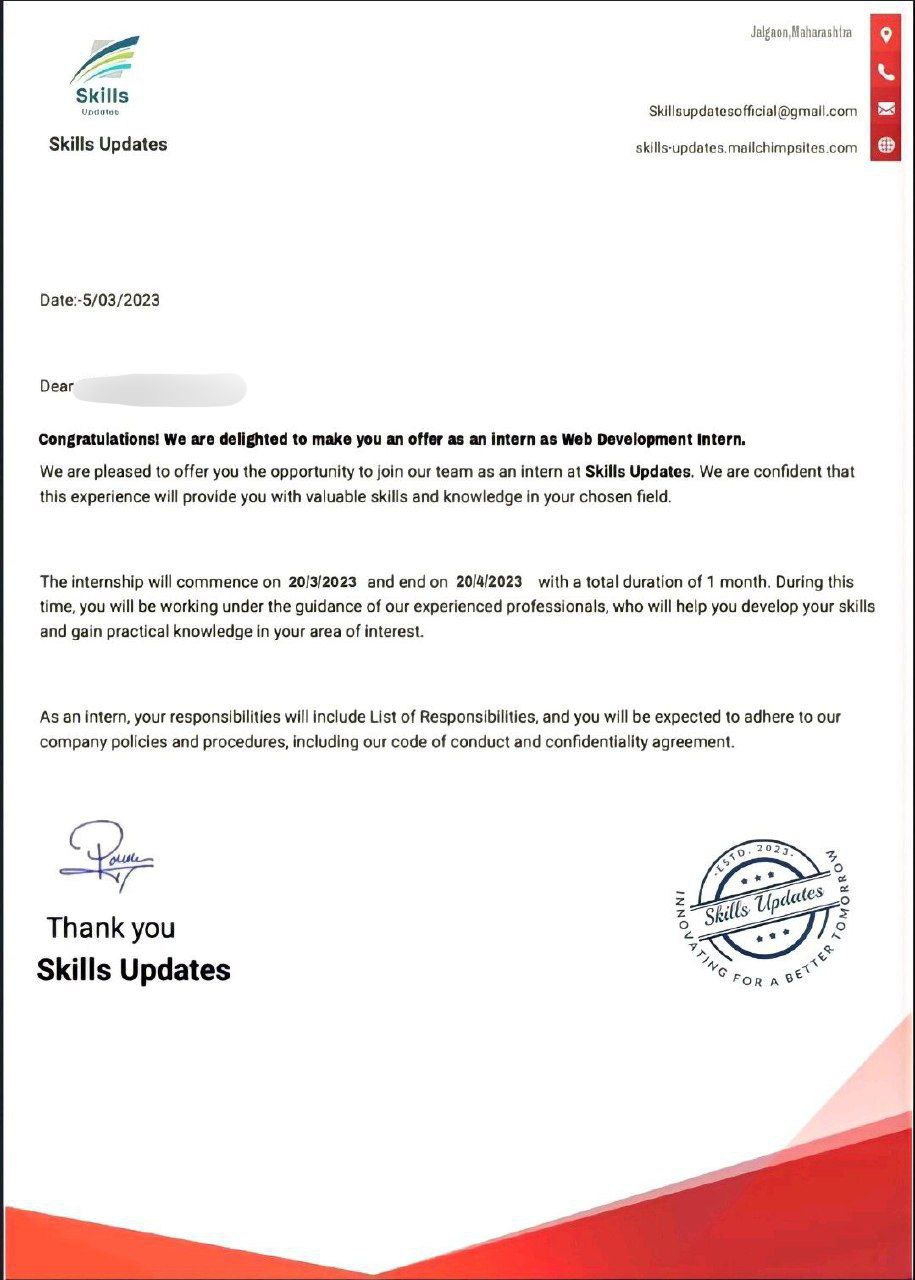 Skills
Updates
Skills Updates
Jalgaon,Maharashtra
Skillsupdatesofficial@gmail.com
skills-updates.mailchimpsites.com
Date:-5/03/2023
Dear
Congratulations! We are delighted to make you an offer as an intern as Web Development Intern.
We are pleased to offer you the opportunity to join our team as an intern at Skills Updates. We are confident that
this experience will provide you with valuable skills and knowledge in your chosen field.
The internship will commence on 20/3/2023 and end on 20/4/2023 with a total duration of 1 month. During this
time, you will be working under the guidance of our experienced professionals, who will help you develop your skills
and gain practical knowledge in your area of interest.
As an intern, your responsibilities will include List of Responsibilities, and you will be expected to adhere to our
company policies and procedures, including our code of conduct and confidentiality agreement.
Thank you
Skills Updates
·ESTD. 2023·
Skills Updates
INNOVATING FOR A BETTER TOMORROW